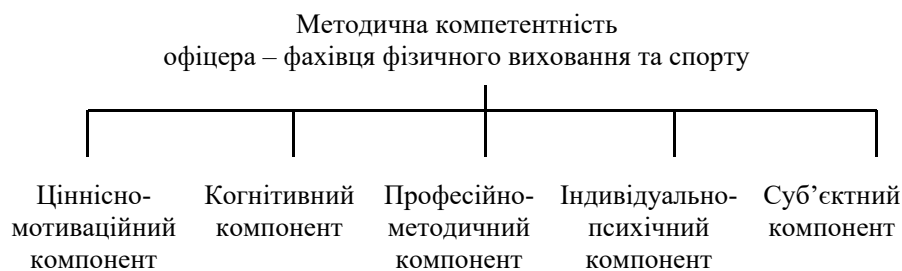 Методична компетентність
офіцера – фахівця фізичного виховання та спорту
Ціннісно-
мотиваційний
компонент
Когнітивний
компонент
Професійно-
методичний
компонент
Індивідуально-
психічний
компонент
Суб’єктний
компонент